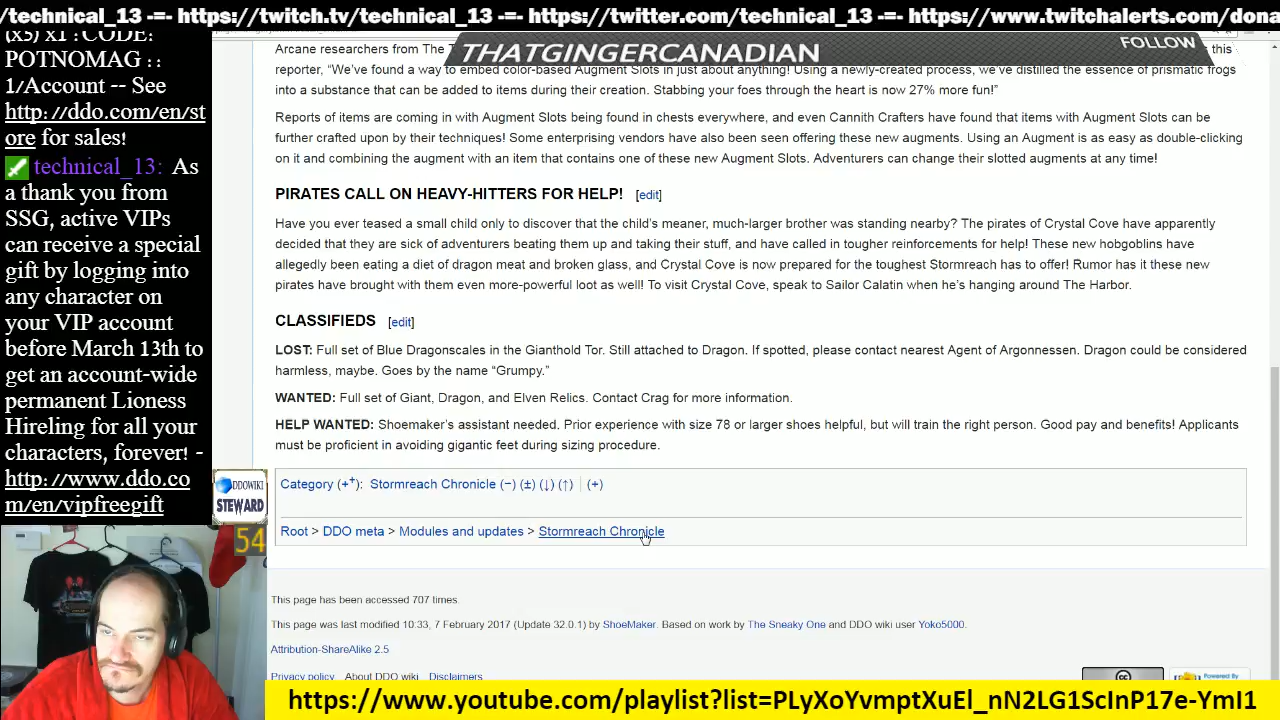 /technical_13 -=- https://twitch.tv/technical_13 -=- https://twitter.com/technical_13 -=- https://www.twitchalerts.com/dona
THATGINGERCANADIAN
FOLLOW
(x5) x1 :CODE:
POTNOMAG : :
1/Account -- See
http://ddo.com/en/st
ore for sales!
technical_13: As
a thank you from
SSG, active VIPs
can receive a special
gift by logging into
any character on
your VIP account
before March 13th to
get an account-wide
permanent Lioness
Hireling for all your
characters, forever! -
http://www.ddo.co
m/en/vipfreegift
Arcane researchers from The T
this
reporter, “We’ve found a way to embed color-based Augment Slots in just about anything! Using a newly-created process, we’ve distilled the essence of prismatic frogs
into a substance that can be added to items during their creation. Stabbing your foes through the heart is now 27% more fun!”
Reports of items are coming in with Augment Slots being found in chests everywhere, and even Cannith Crafters have found that items with Augment Slots can be
further crafted upon by their techniques! Some enterprising vendors have also been seen offering these new augments. Using an Augment is as easy as double-clicking
on it and combining the augment with an item that contains one of these new Augment Slots. Adventurers can change their slotted augments at any time!
PIRATES CALL ON HEAVY-HITTERS FOR HELP! [edit]
Have you ever teased a small child only to discover that the child’s meaner, much-larger brother was standing nearby? The pirates of Crystal Cove have apparently
decided that they are sick of adventurers beating them up and taking their stuff, and have called in tougher reinforcements for help! These new hobgoblins have
allegedly been eating a diet of dragon meat and broken glass, and Crystal Cove is now prepared for the toughest Stormreach has to offer! Rumor has it these new
pirates have brought with them even more-powerful loot as well! To visit Crystal Cove, speak to Sailor Calatin when he’s hanging around The Harbor.
CLASSIFIEDS [edit]
LOST: Full set of Blue Dragonscales in the Gianthold Tor. Still attached to Dragon. If spotted, please contact nearest Agent of Argonnessen. Dragon could be considered
harmless, maybe. Goes by the name “Grumpy.”
WANTED: Full set of Giant, Dragon, and Elven Relics. Contact Crag for more information.
HELP WANTED: Shoemaker’s assistant needed. Prior experience with size 78 or larger shoes helpful, but will train the right person. Good pay and benefits! Applicants
must be proficient in avoiding gigantic feet during sizing procedure.
DDOWIKI
STEWARD
54
Category (+⁺): Stormreach Chronicle (−) (±) (↓) (↑) | (+)
Root > DDO meta > Modules and updates > Stormreach Chronicle
This page has been accessed 707 times.
This page was last modified 10:33, 7 February 2017 (Update 32.0.1) by ShoeMaker. Based on work by The Sneaky One and DDO wiki user Yoko5000.
Attribution-ShareAlike 2.5
Privacy policy About DDO wiki Disclaimers
cc
Powered By
https://www.youtube.com/playlist?list=PLyXoYvmptXuEl_nN2LG1ScInP17e-YmI1